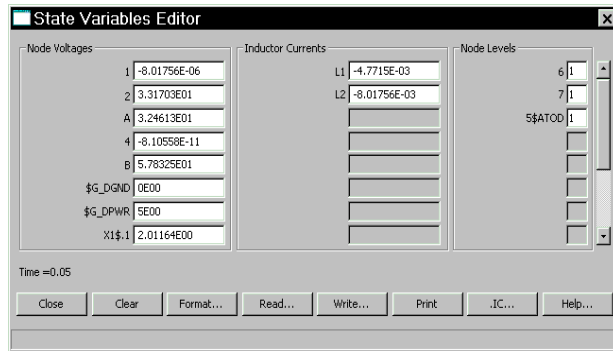 State Variables Editor
Node Voltages Inductor Currents Node Levels
1 -8.01756E-06 L1 -4.7715E-03 6 1
2 3.31703E01 L2 -8.01756E-03 7 1
A 3.24613E01 5$ATOD 1
4 -8.10558E-11
B 5.78325E01
$G_DGND 0E00
$G_DPWR 5E00
X1$.1 2.01164E00
Time =0.05
Close Clear Format... Read... Write... Print .IC... Help...